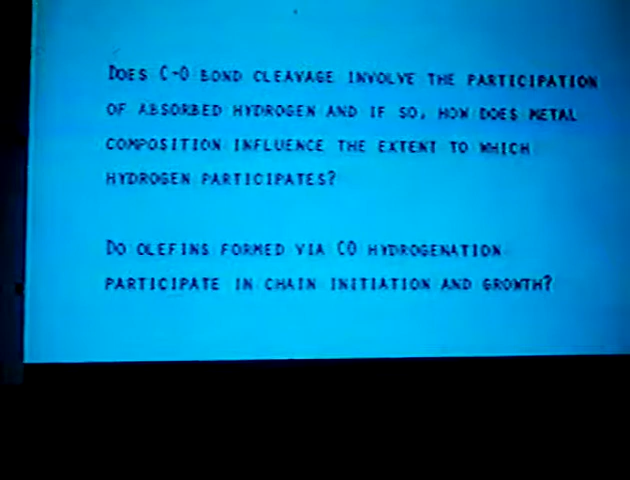 DOES C-O BOND CLEAVAGE INVOLVE THE PARTICIPATION
OF ABSORBED HYDROGEN AND IF SO, HOW DOES METAL
COMPOSITION INFLUENCE THE EXTENT TO WHICH
HYDROGEN PARTICIPATES?
DO OLEFINS FORMED VIA CO HYDROGENATION
PARTICIPATE IN CHAIN INITIATION AND GROWTH?